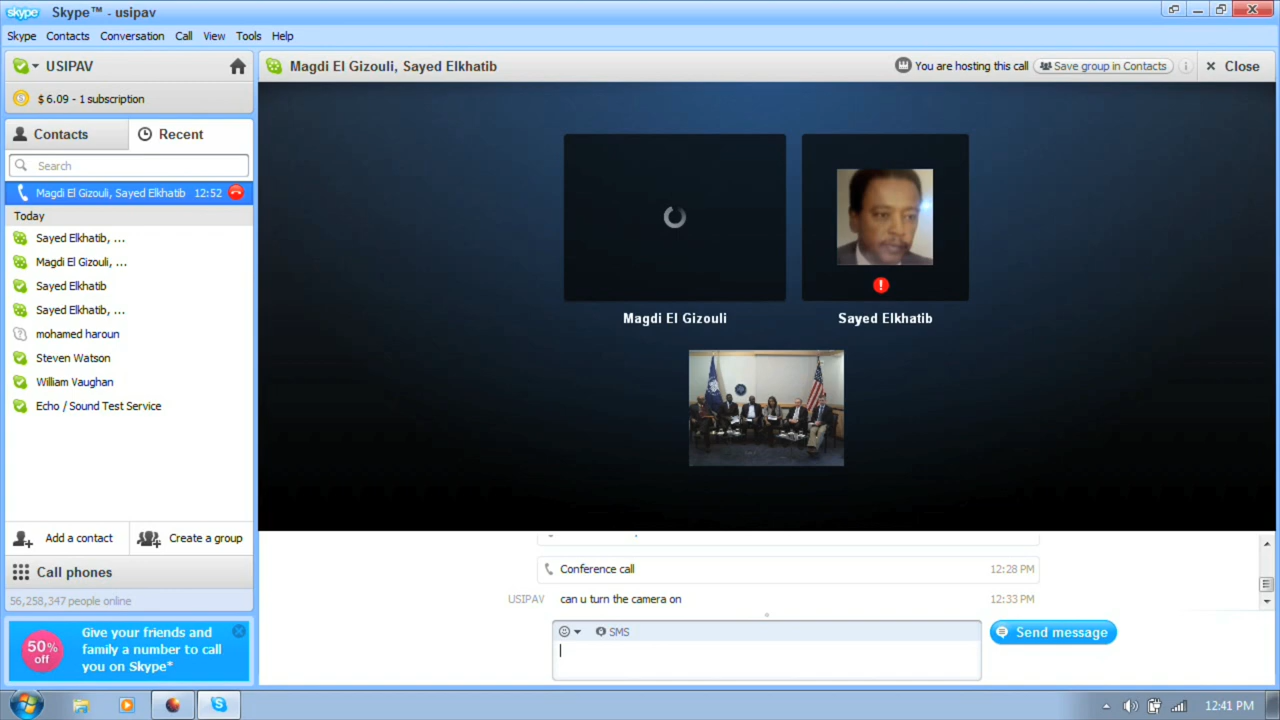 skype Skype™ - usipav
Skype Contacts Conversation Call View Tools Help
USIPAV
$ 6.09 - 1 subscription
Contacts
Recent
Search
Magdi El Gizouli, Sayed Elkhatib 12:52
Today
Sayed Elkhatib, ...
Magdi El Gizouli, ...
Sayed Elkhatib
Sayed Elkhatib, ...
mohamed haroun
Steven Watson
William Vaughan
Echo / Sound Test Service
Add a contact
Create a group
Call phones
56,258,347 people online
50% off
Give your friends and
family a number to call
you on Skype*
Magdi El Gizouli, Sayed Elkhatib
You are hosting this call
Save group in Contacts
Close
Magdi El Gizouli
Sayed Elkhatib
Conference call 12:28 PM
USIPAV can u turn the camera on 12:33 PM
SMS
Send message
12:41 PM